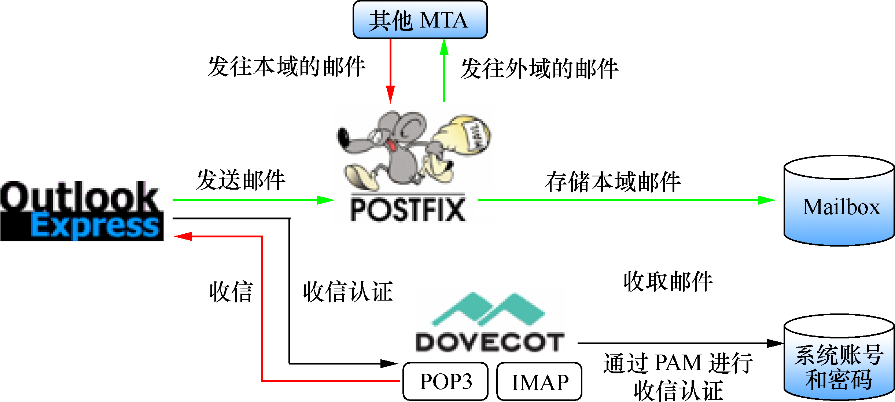 其他 MTA
发往本域的邮件
发往外域的邮件
发送邮件
POSTFIX
存储本域邮件
Mailbox
Outlook
Express
收信
收信认证
收取邮件
DOVECOT
POP3
IMAP
通过 PAM 进行
收信认证
系统账号
和密码